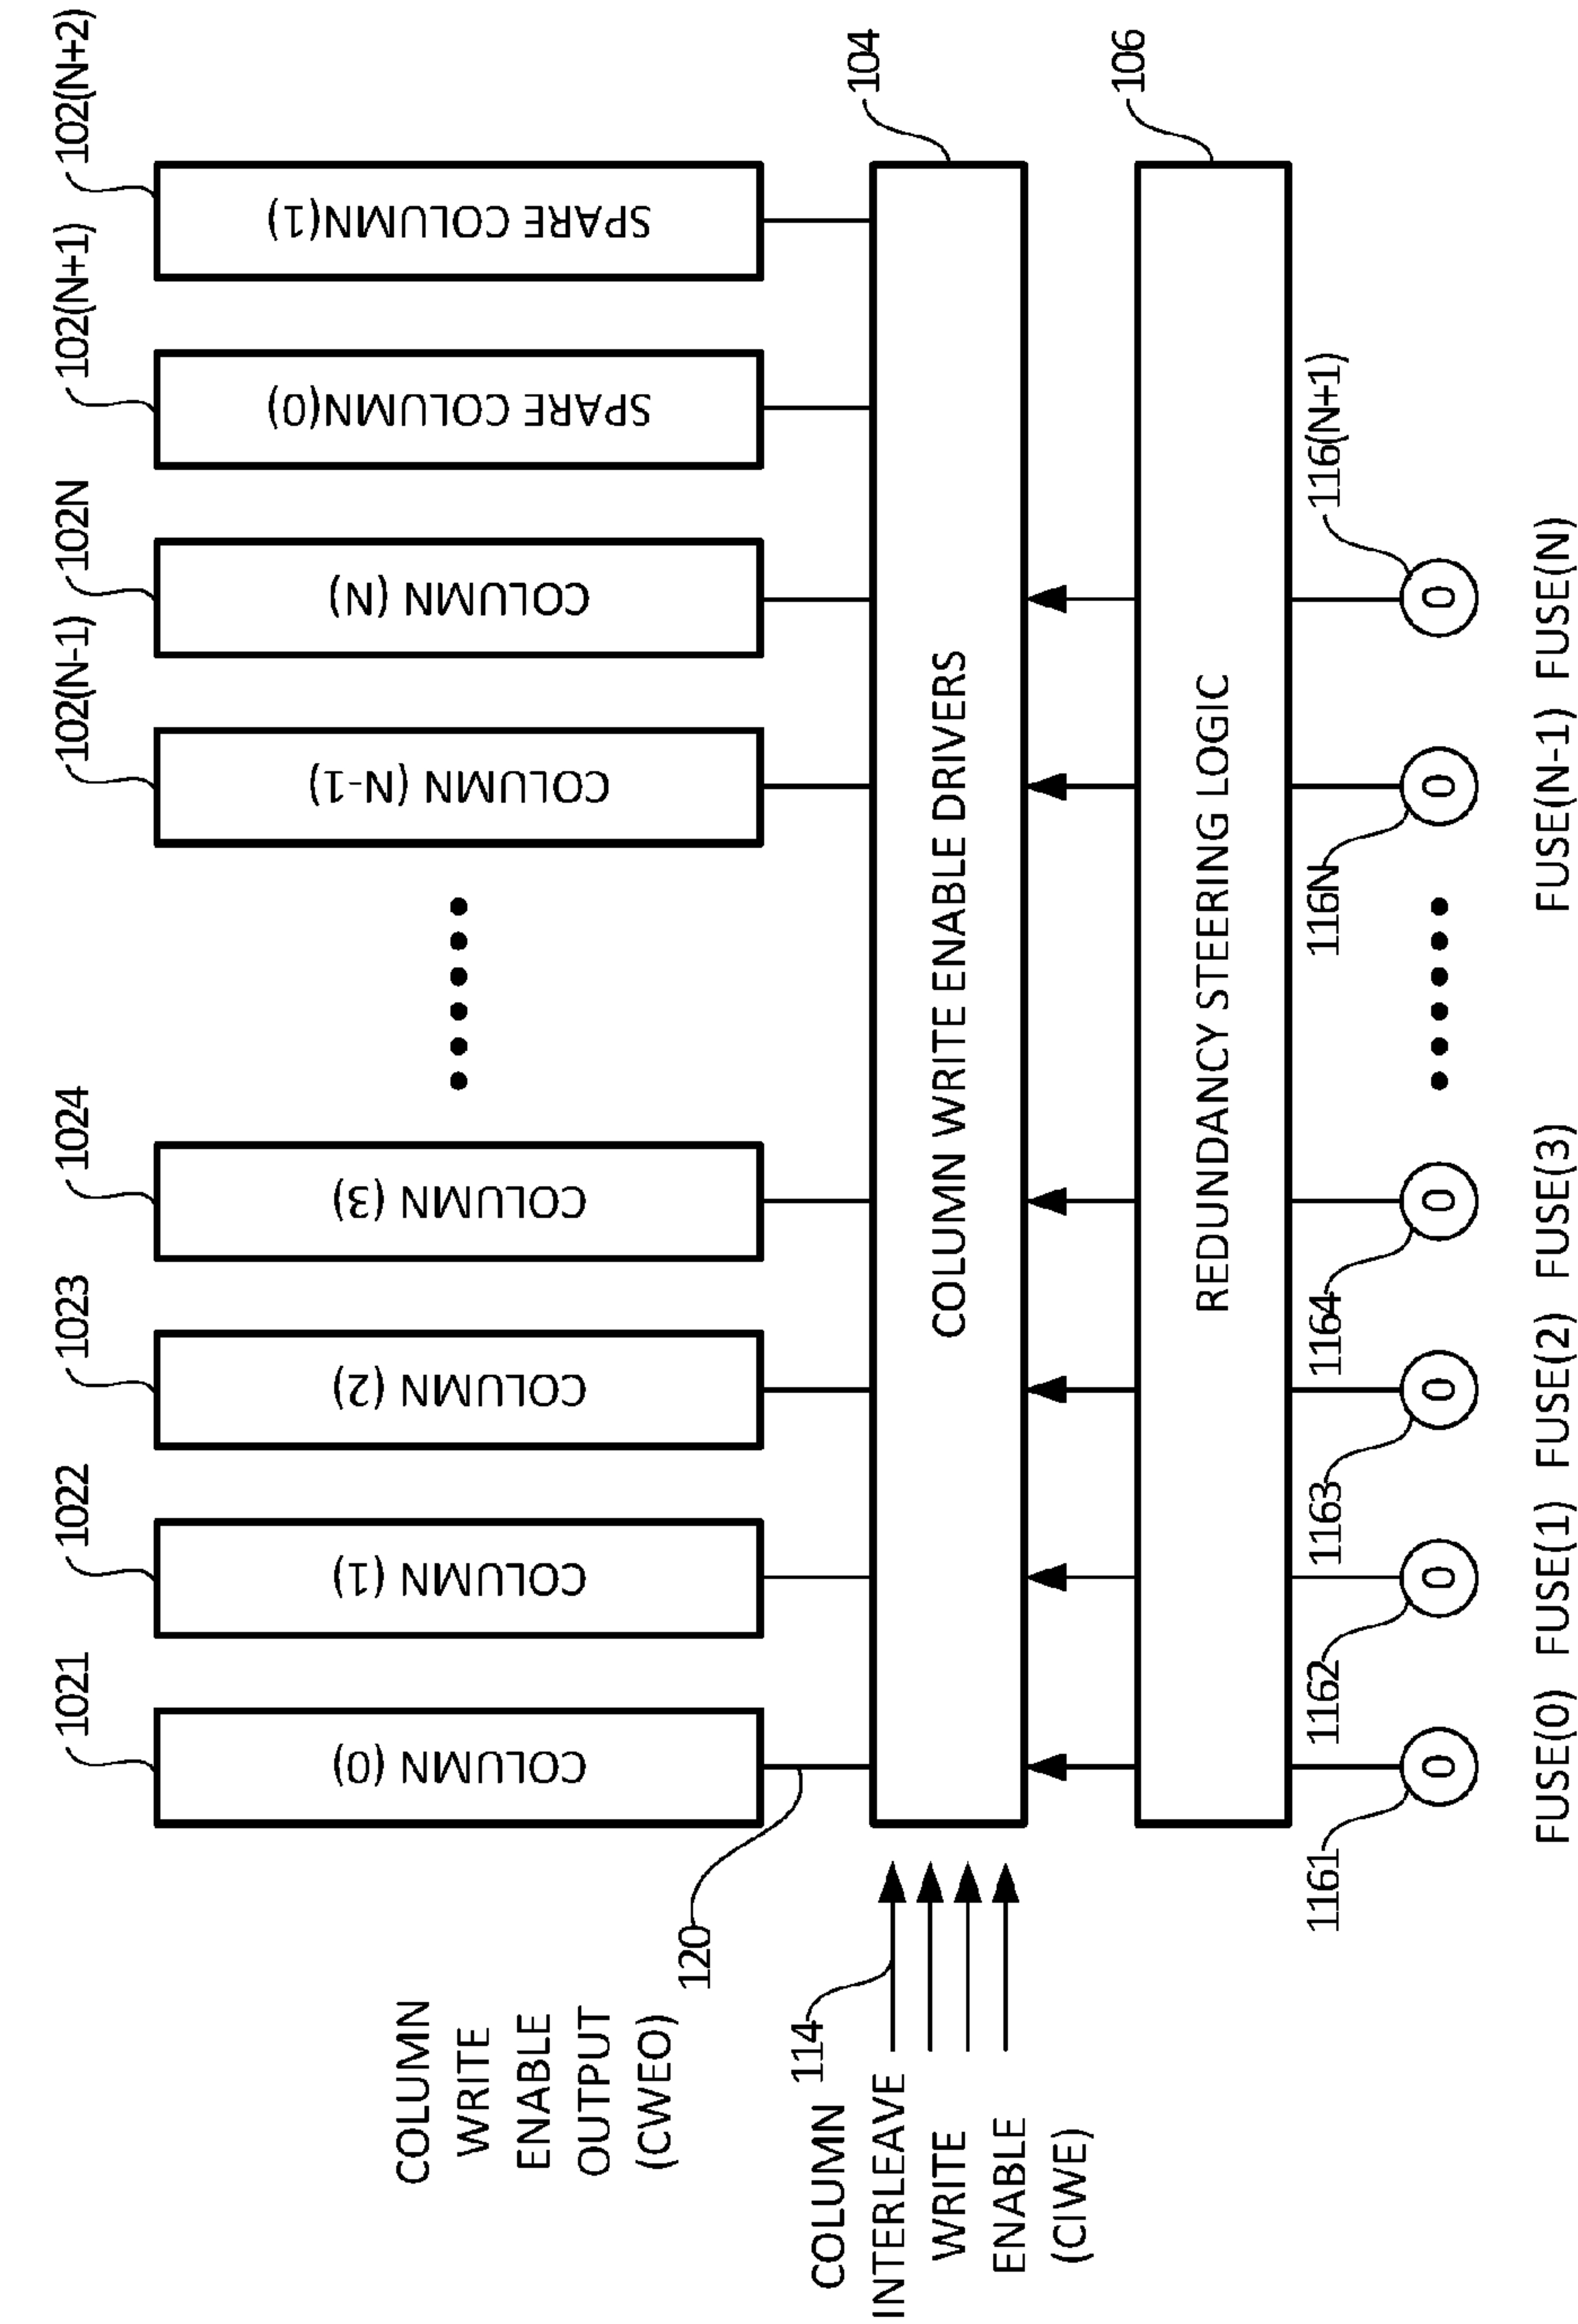 1021
1022
1023
1024
102(N-1)
102N
102(N+1)
102(N+2)
COLUMN (0)
COLUMN (1)
COLUMN (2)
COLUMN (3)
COLUMN (N-1)
COLUMN (N)
SPARE COLUMN(0)
SPARE COLUMN(1)
COLUMN
WRITE
ENABLE
OUTPUT
(CWEO)
120
104
COLUMN WRITE ENABLE DRIVERS
114
COLUMN
INTERLEAVE
WRITE
ENABLE
(CIWE)
106
REDUNDANCY STEERING LOGIC
1161
1162
1163
1164
116N
116(N+1)
0
0
0
0
0
0
FUSE(0) FUSE(1) FUSE(2) FUSE(3)
FUSE(N-1) FUSE(N)